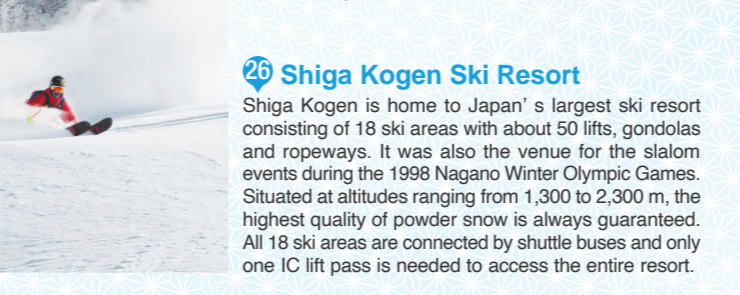 26 Shiga Kogen Ski Resort
Shiga Kogen is home to Japan’ s largest ski resort
consisting of 18 ski areas with about 50 lifts, gondolas
and ropeways. It was also the venue for the slalom
events during the 1998 Nagano Winter Olympic Games.
Situated at altitudes ranging from 1,300 to 2,300 m, the
highest quality of powder snow is always guaranteed.
All 18 ski areas are connected by shuttle buses and only
one IC lift pass is needed to access the entire resort.